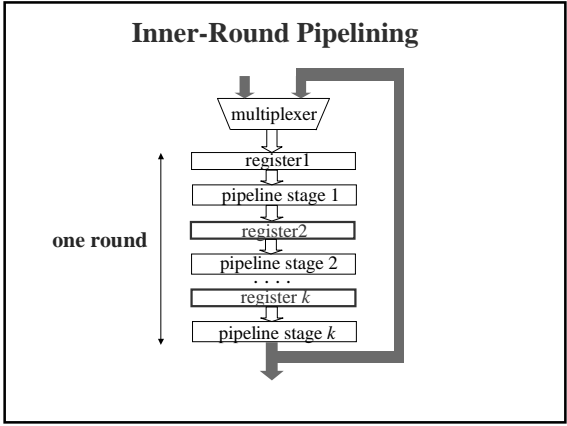 Inner-Round Pipelining
multiplexer
register1
pipeline stage 1
register2
one round
pipeline stage 2
. . . .
register k
pipeline stage k